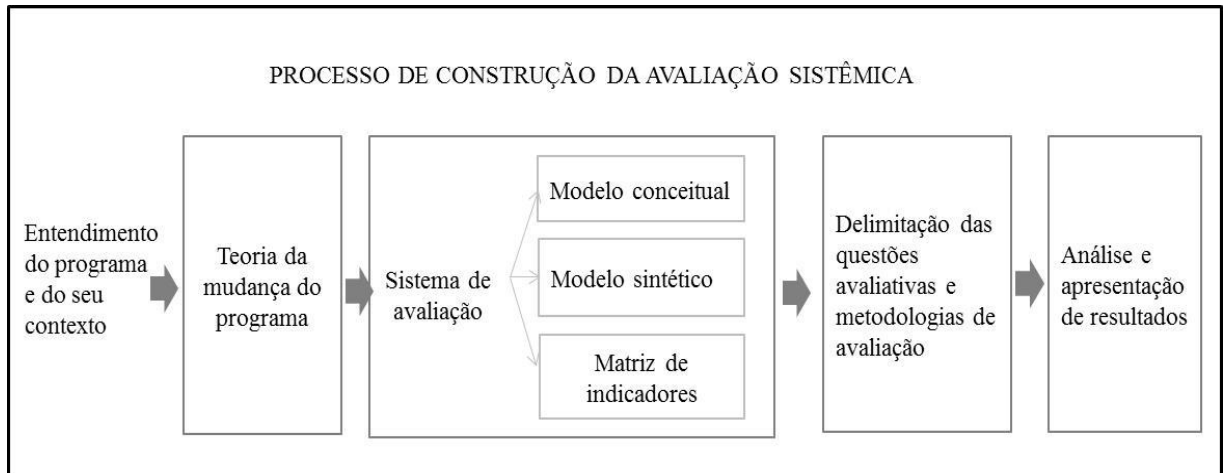 PROCESSO DE CONSTRUÇÃO DA AVALIAÇÃO SISTÊMICA
Entendimento
do programa
e do seu
contexto
Teoria da
mudança do
programa
Sistema de
avaliação
Modelo conceitual
Modelo sintético
Matriz de
indicadores
Delimitação das
questões
avaliativas e
metodologias de
avaliação
Análise e
apresentação
de resultados